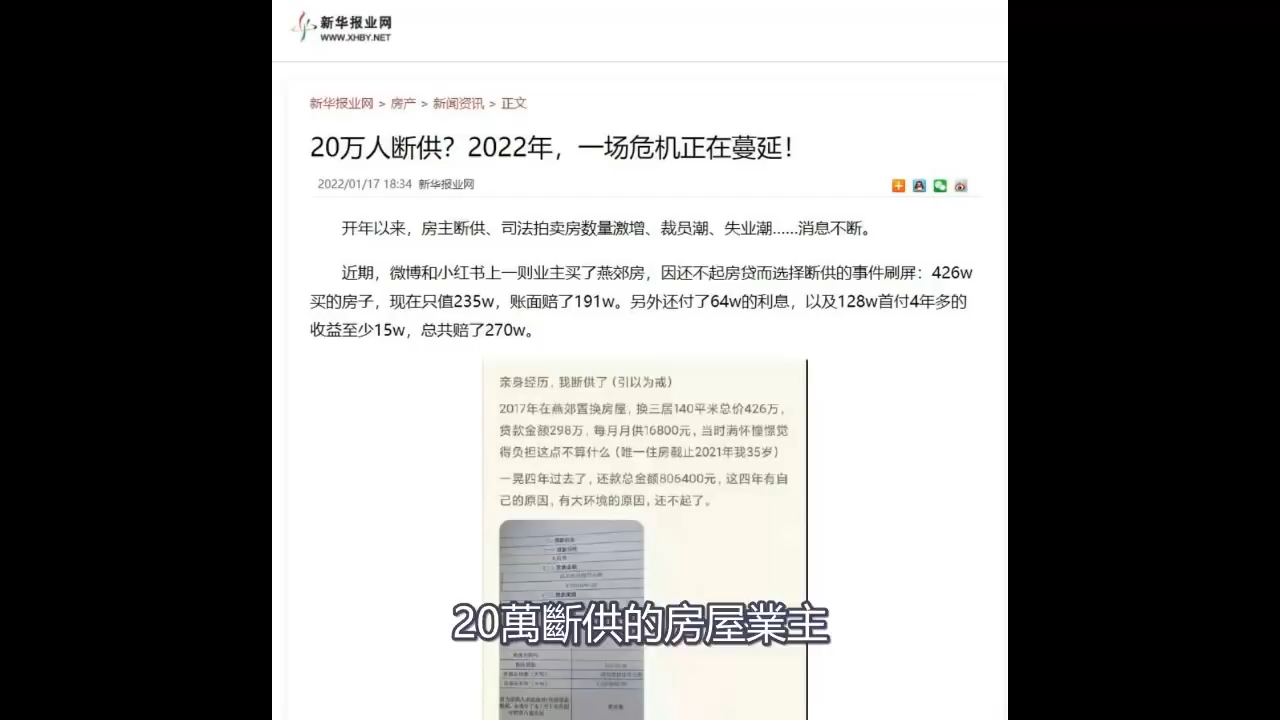 新华报业网
WWW.XHBY.NET
新华报业网 > 房产 > 新闻资讯 > 正文
20万人断供？2022年，一场危机正在蔓延！
2022/01/17 18:34 新华报业网
开年以来，房主断供、司法拍卖房数量激增、裁员潮、失业潮……消息不断。
近期，微博和小红书上一则业主买了燕郊房，因还不起房贷而选择断供的事件刷屏：426w
买的房子，现在只值235w，账面赔了191w。另外还付了64w的利息，以及128w首付4年多的
收益至少15w，总共赔了270w。
亲身经历，我断供了（引以为戒）
2017年在燕郊置换房屋，换三居140平米总价426万，
贷款金额298万，每月月供16800元，当时满怀憧憬觉
得负担这点不算什么（唯一住房截止2021年我35岁）
一晃四年过去了，还款总金额806400元，这四年有自
己的原因，有大环境的原因，还不起了。
20萬斷供的房屋業主